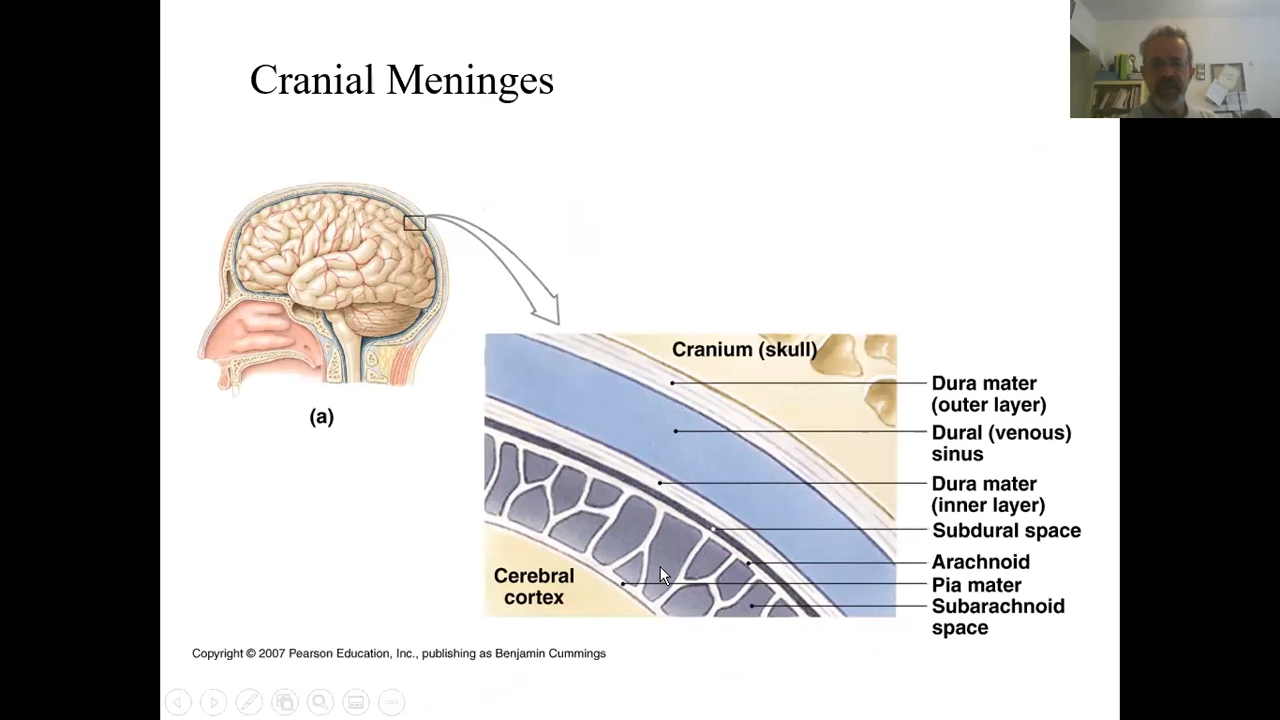 Cranial Meninges
(a)
Cranium (skull)
Dura mater
(outer layer)
Dural (venous)
sinus
Dura mater
(inner layer)
Subdural space
Arachnoid
Pia mater
Subarachnoid
space
Cerebral
cortex
Copyright © 2007 Pearson Education, Inc., publishing as Benjamin Cummings